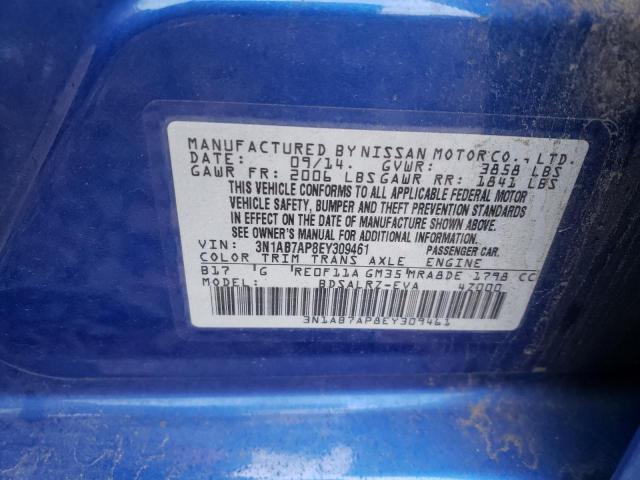 MANUFACTURED BY NISSAN MOTOR CO., LTD.
DATE: 09/14. GVWR: 3858 LBS
GAWR FR: 2006 LBS GAWR RR: 1841 LBS
THIS VEHICLE CONFORMS TO ALL APPLICABLE FEDERAL MOTOR
VEHICLE SAFETY, BUMPER AND THEFT PREVENTION STANDARDS
IN EFFECT ON THE DATE OF MANUFACTURE SHOWN ABOVE.
SEE OWNER'S MANUAL FOR ADDITIONAL INFORMATION.
VIN: 3N1AB7AP8EY309461 PASSENGER CAR.
COLOR TRIM TRANS AXLE ENGINE
B17 G RE0F11A GM35 MRA8DE 1798 CC
MODEL: BDSALRZ-EVA 4Z000
3N1AB7AP8EY309461